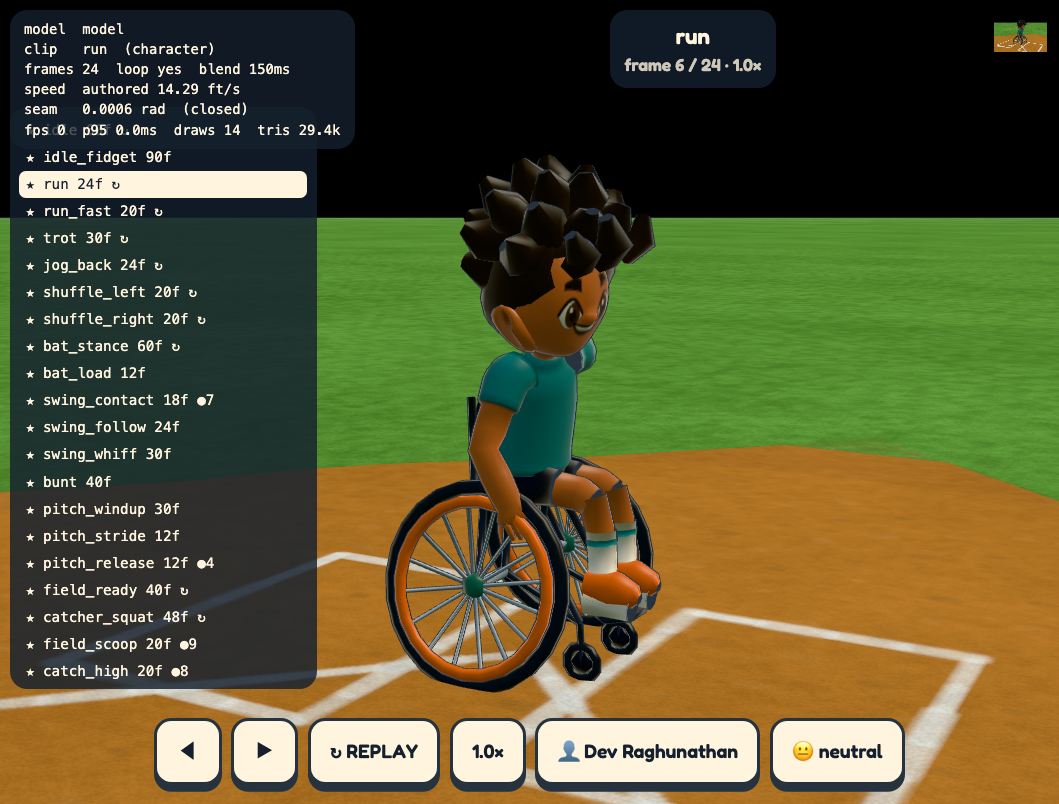 model model
clip run (character)
frames 24 loop yes blend 150ms
speed authored 14.29 ft/s
seam 0.0006 rad (closed)
fps 0 p95 0.0ms draws 14 tris 29.4k
★ idle_fidget 90f
★ run 24f ↻
★ run_fast 20f ↻
★ trot 30f ↻
★ jog_back 24f ↻
★ shuffle_left 20f ↻
★ shuffle_right 20f ↻
★ bat_stance 60f ↻
★ bat_load 12f
★ swing_contact 18f ●7
★ swing_follow 24f
★ swing_whiff 30f
★ bunt 40f
★ pitch_windup 30f
★ pitch_stride 12f
★ pitch_release 12f ●4
★ field_ready 40f ↻
★ catcher_squat 48f ↻
★ field_scoop 20f ●9
★ catch_high 20f ●8
run
frame 6 / 24 · 1.0×
◀ ▶ ↻ REPLAY 1.0× 👤 Dev Raghunathan 😐 neutral